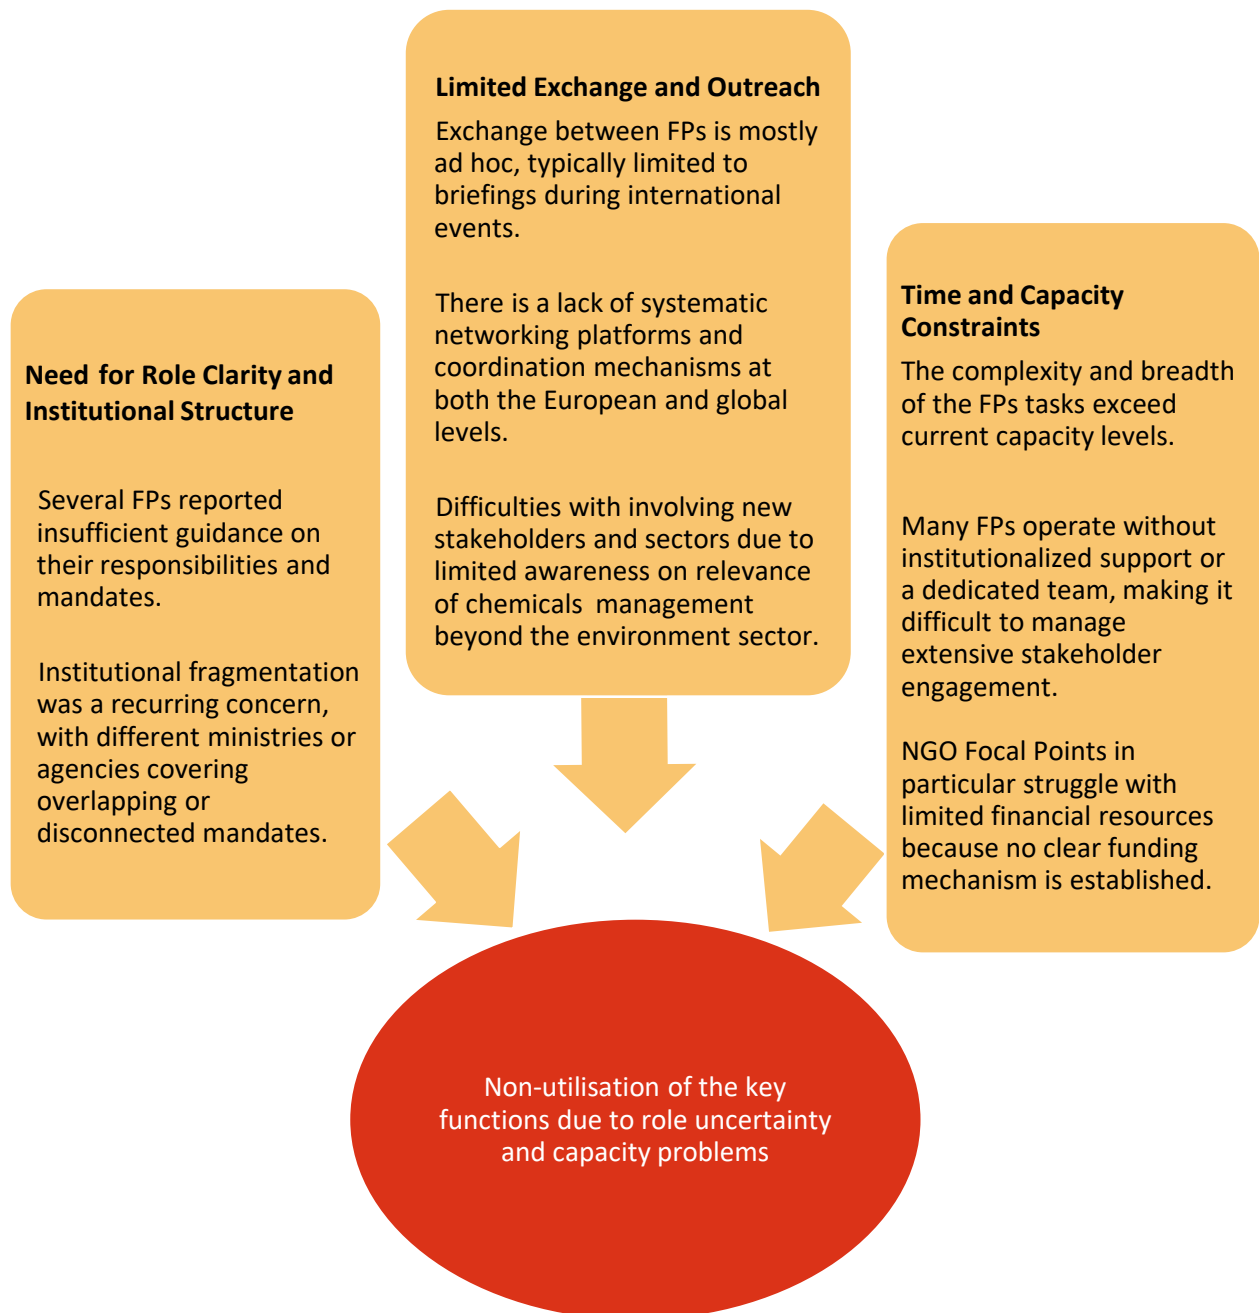 Need for Role Clarity and
Institutional Structure
Several FPs reported
insufficient guidance on
their responsibilities and
mandates.
Institutional fragmentation
was a recurring concern,
with different ministries or
agencies covering
overlapping or
disconnected mandates.
Limited Exchange and Outreach
Exchange between FPs is mostly
ad hoc, typically limited to
briefings during international
events.
There is a lack of systematic
networking platforms and
coordination mechanisms at
both the European and global
levels.
Difficulties with involving new
stakeholders and sectors due to
limited awareness on relevance
of chemicals management
beyond the environment sector.
Time and Capacity
Constraints
The complexity and breadth
of the FPs tasks exceed
current capacity levels.
Many FPs operate without
institutionalized support or
a dedicated team, making it
difficult to manage
extensive stakeholder
engagement.
NGO Focal Points in
particular struggle with
limited financial resources
because no clear funding
mechanism is established.
Non-utilisation of the key
functions due to role uncertainty
and capacity problems